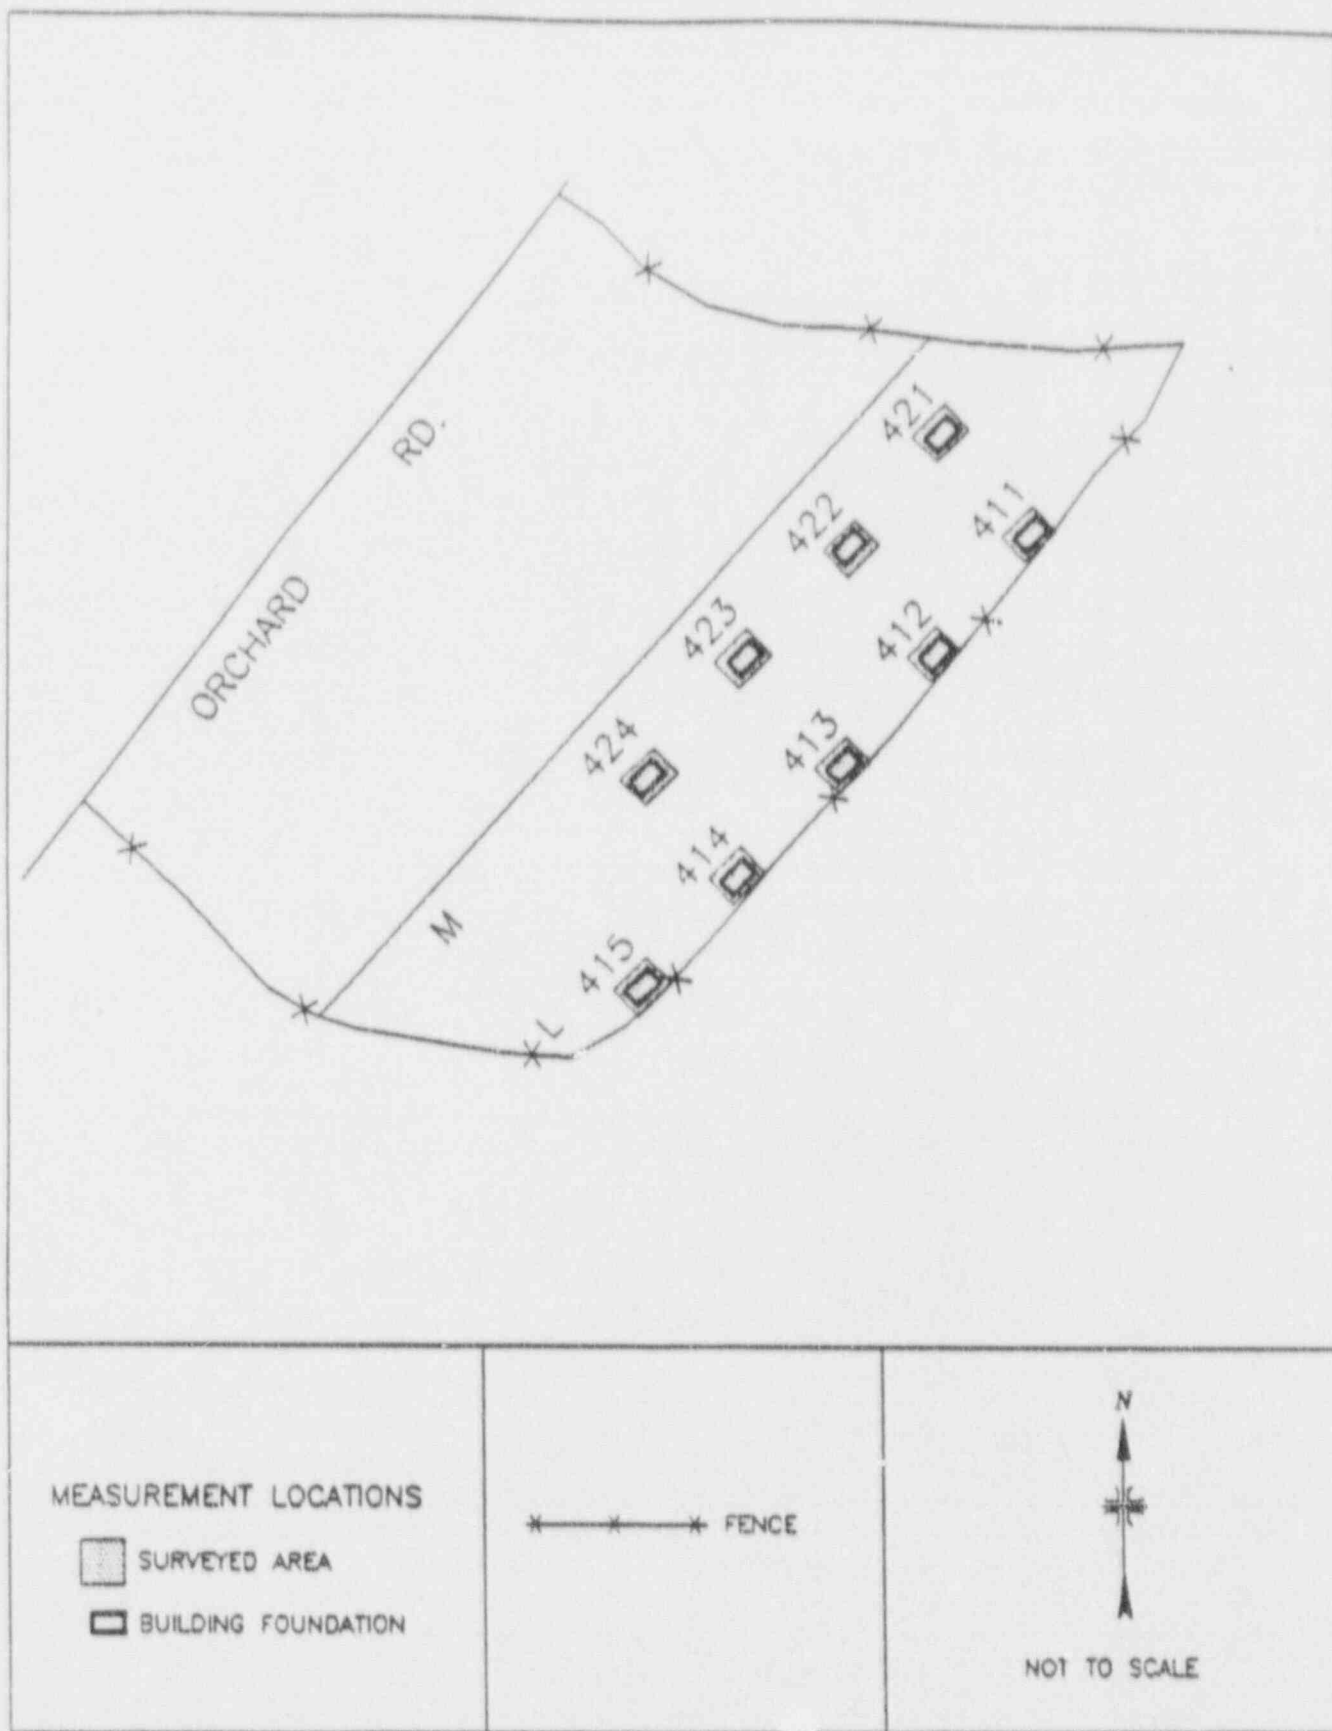 421
RD.
411
422
ORCHARD
423
412
424
413
414
M
415
L
MEASUREMENT LOCATIONS
SURVEYED AREA
BUILDING FOUNDATION
FENCE
N
NOT TO SCALE